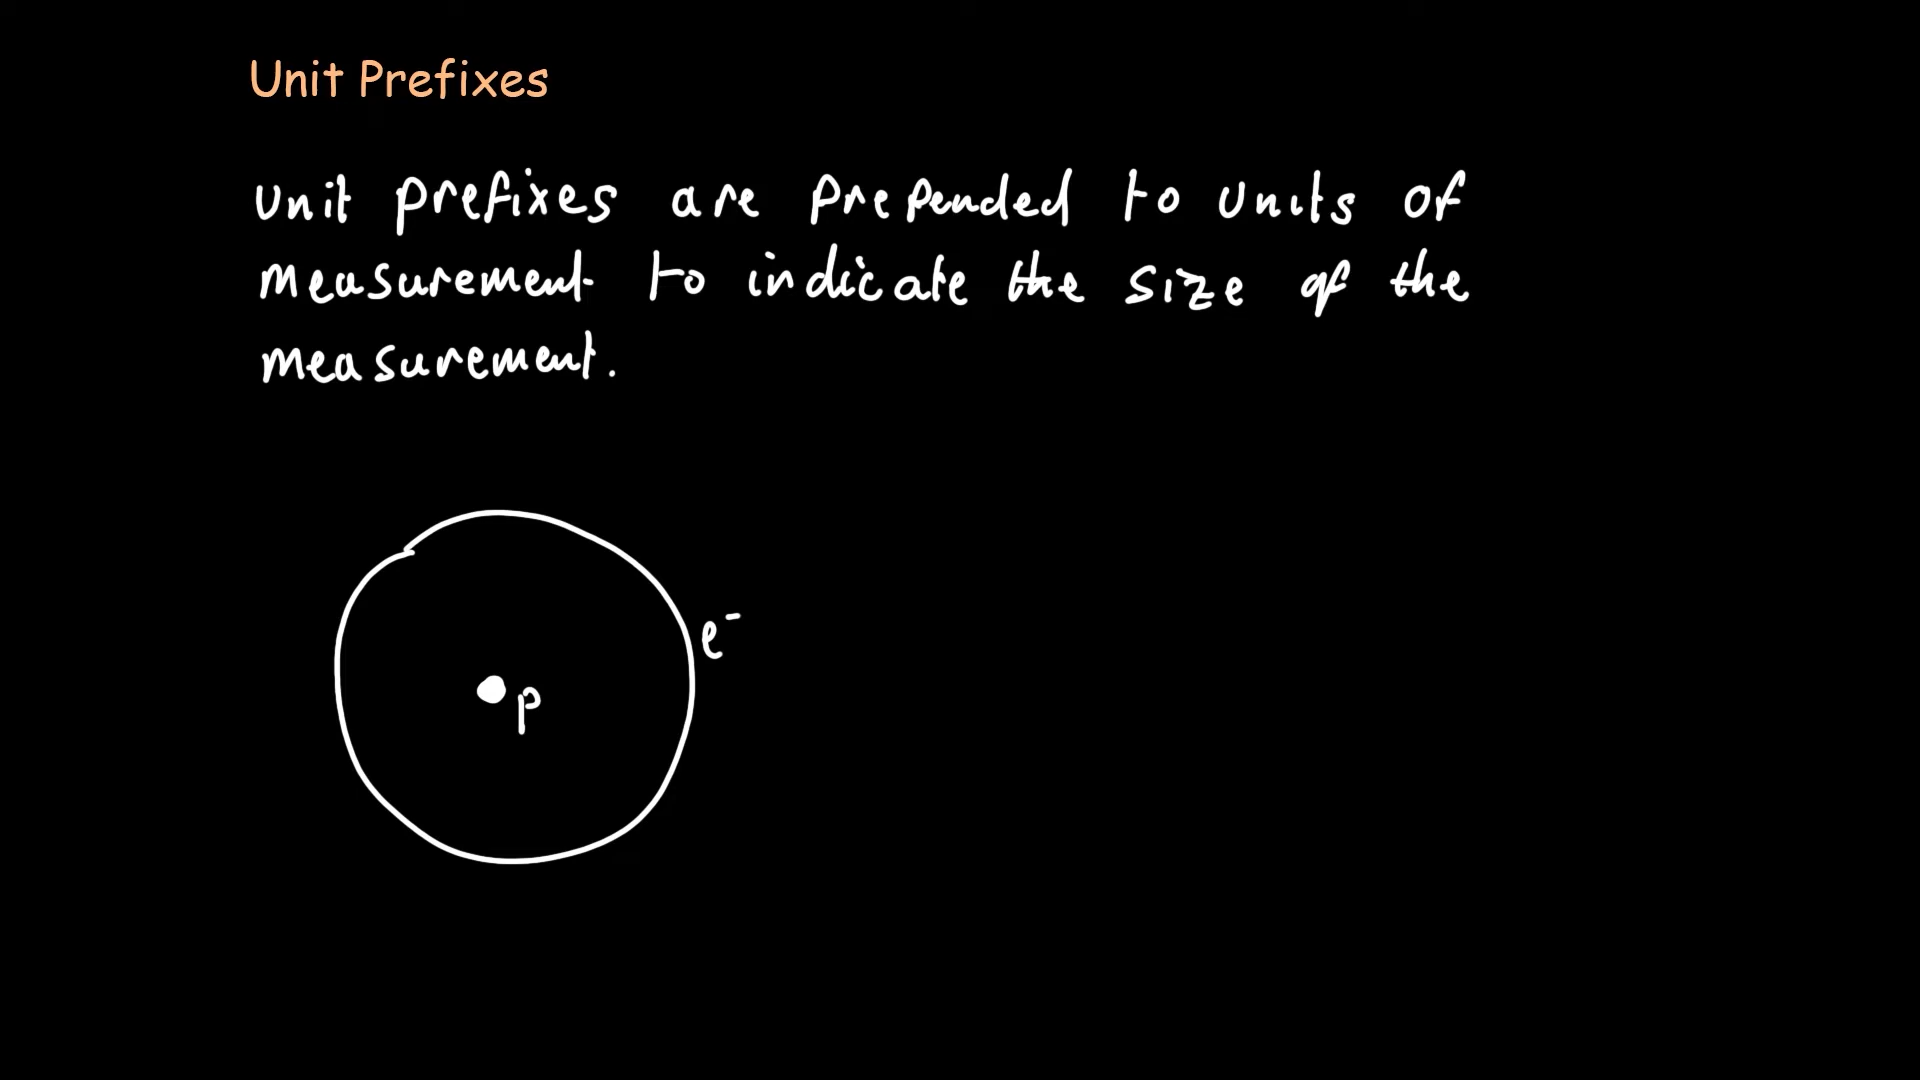 Unit Prefixes
Unit prefixes are prepended to units of
measurement to indicate the size of the
measurement.
e⁻
p